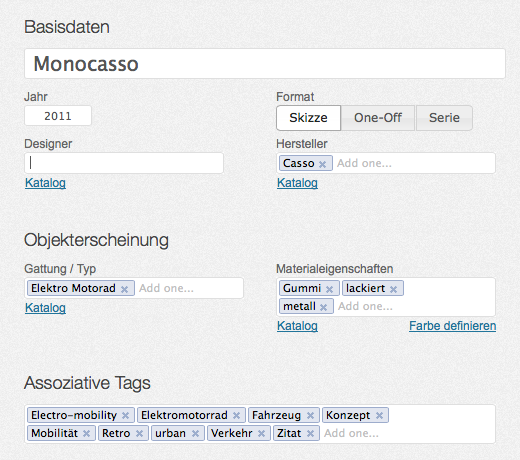 Basisdaten
Monocasso
Jahr Format
2011 Skizze One-Off Serie
Designer Hersteller
Casso × Add one...
Katalog Katalog
Objekterscheinung
Gattung / Typ Materialeigenschaften
Elektro Motorad × Add one... Gummi × lackiert ×
metall × Add one...
Katalog Katalog Farbe definieren
Assoziative Tags
Electro-mobility × Elektromotorrad × Fahrzeug × Konzept ×
Mobilität × Retro × urban × Verkehr × Zitat × Add one...